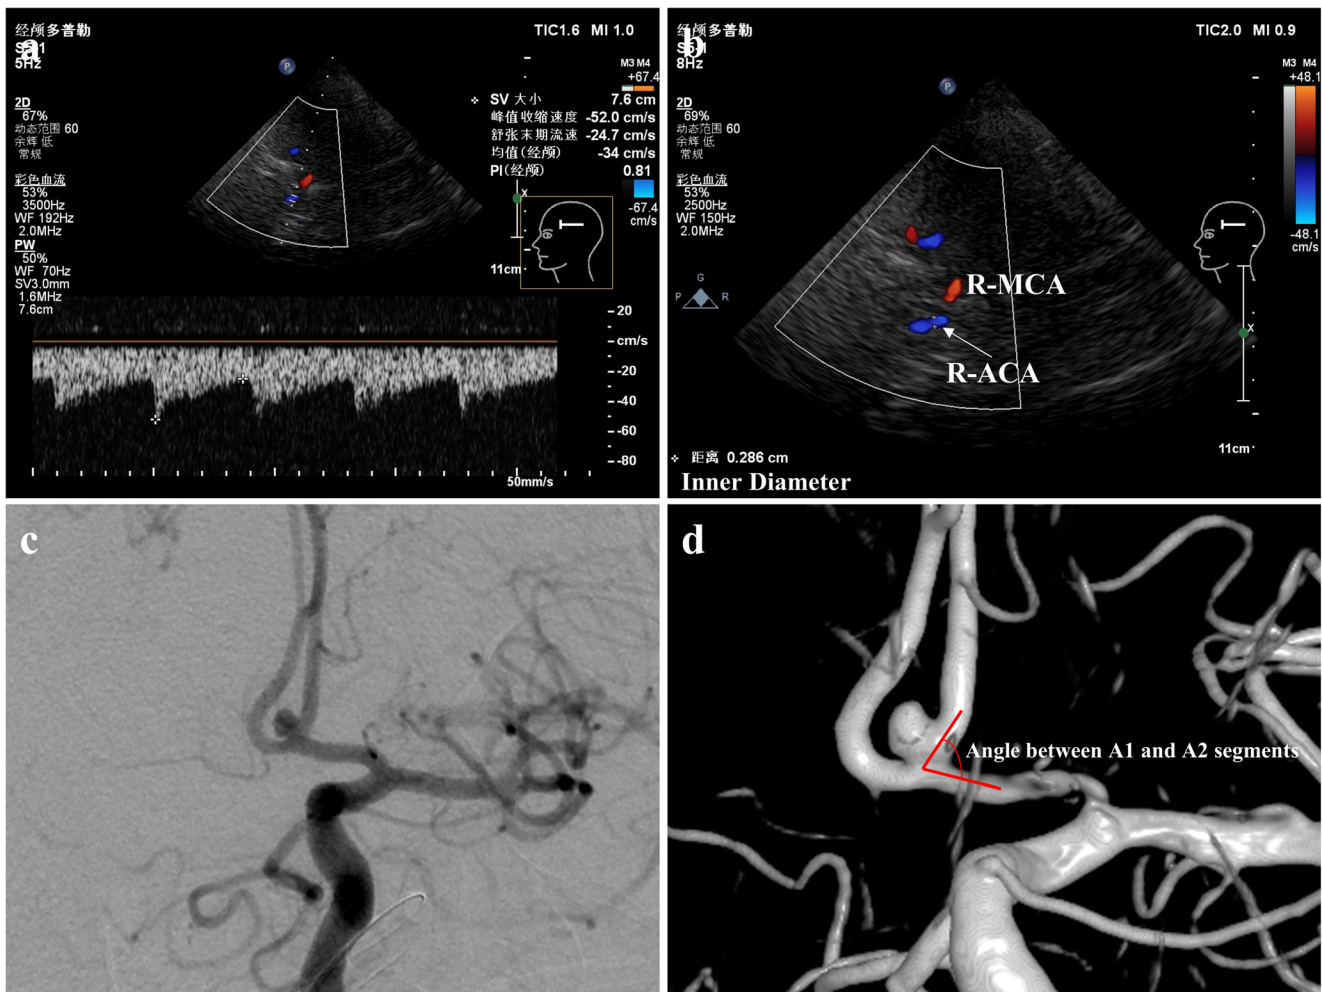 经颅多普勒
TIC1.6 MI 1.0
a
5Hz
P
M3 M4
+67.4
SV 大小 7.6 cm
峰值收缩速度 -52.0 cm/s
舒张末期流速 -24.7 cm/s
均值(经颅) -34 cm/s
PI(经颅) 0.81
-67.4
cm/s
2D
67%
动态范围 60
余辉 低
常规
彩色血流
53%
3500Hz
WF 192Hz
2.0MHz
PW
50%
WF 70Hz
SV3.0mm
1.6MHz
7.6cm
x
11cm
20
cm/s
-20
-40
-60
-80
50mm/s
经颅多普勒
TIC2.0 MI 0.9
b
8Hz
P
M3 M4
+48.1
-48.1
cm/s
2D
69%
动态范围 60
余辉 低
常规
彩色血流
53%
2500Hz
WF 150Hz
2.0MHz
G
P R
R-MCA
R-ACA
x
11cm
距离 0.286 cm
Inner Diameter
c
d
Angle between A1 and A2 segments